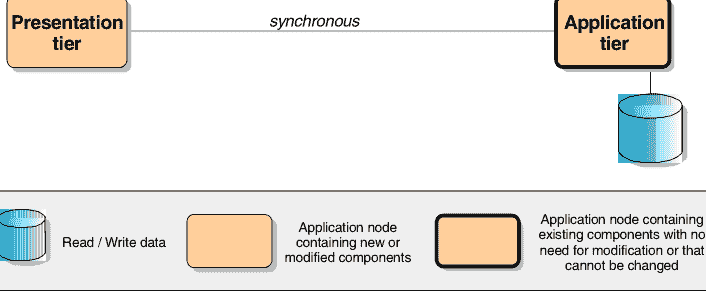 Presentation
tier
synchronous
Application
tier
Read / Write data
Application node
containing new or
modified components
Application node containing
existing components with no
need for modification or that
cannot be changed